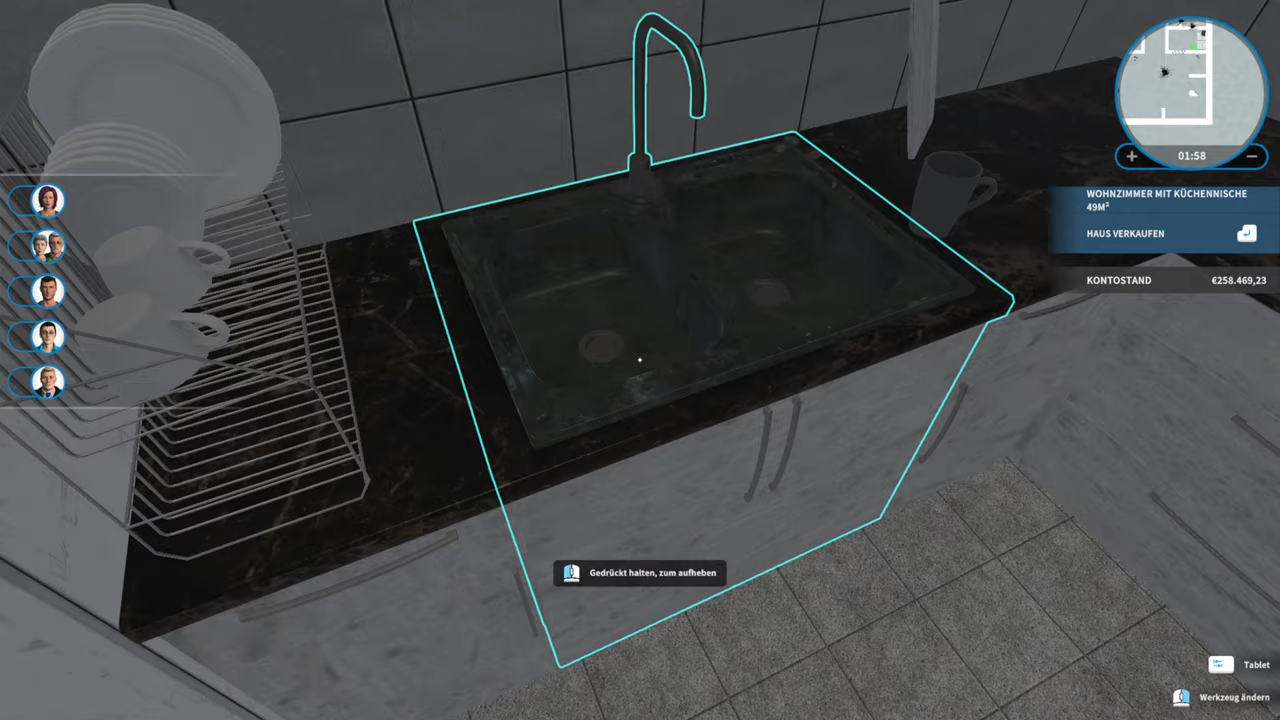 01:58
WOHNZIMMER MIT KÜCHENNISCHE
49M²
HAUS VERKAUFEN
KONTOSTAND €258.469,23
Gedrückt halten, zum aufheben
Tablet
Werkzeug ändern